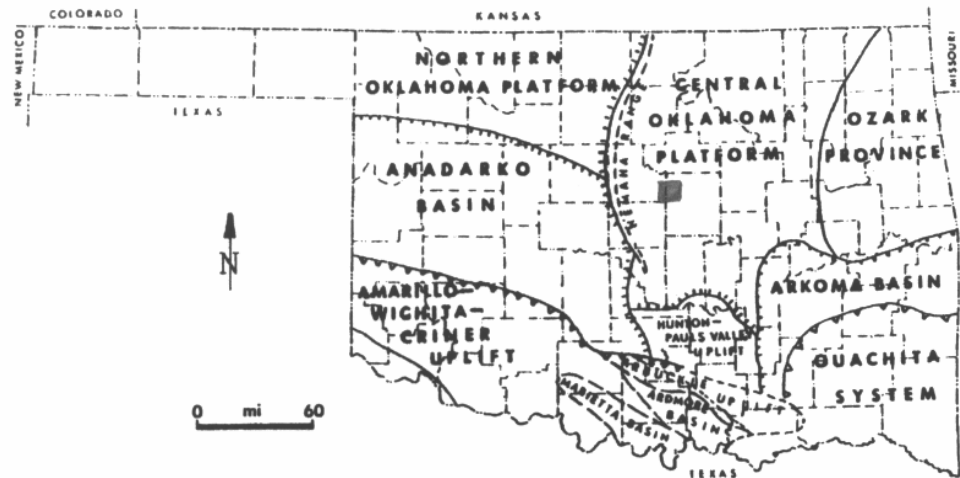 COLORADO
KANSAS
NEW MEXICO
MISSOURI
TEXAS
NORTHERN
OKLAHOMA PLATFORM
NEMAHA RANGE
CENTRAL
OKLAHOMA
PLATFORM
OZARK
PROVINCE
ANADARKO
BASIN
N
AMARILLO-
WICHITA-
CRINER
UPLIFT
HUNTON-
PAULS VALLEY
UPLIFT
ARKOMA BASIN
OUACHITA
SYSTEM
ARBUCKLE UPLIFT
ARDMORE
BASIN
MARIETTA BASIN
0 mi 60
TEXAS